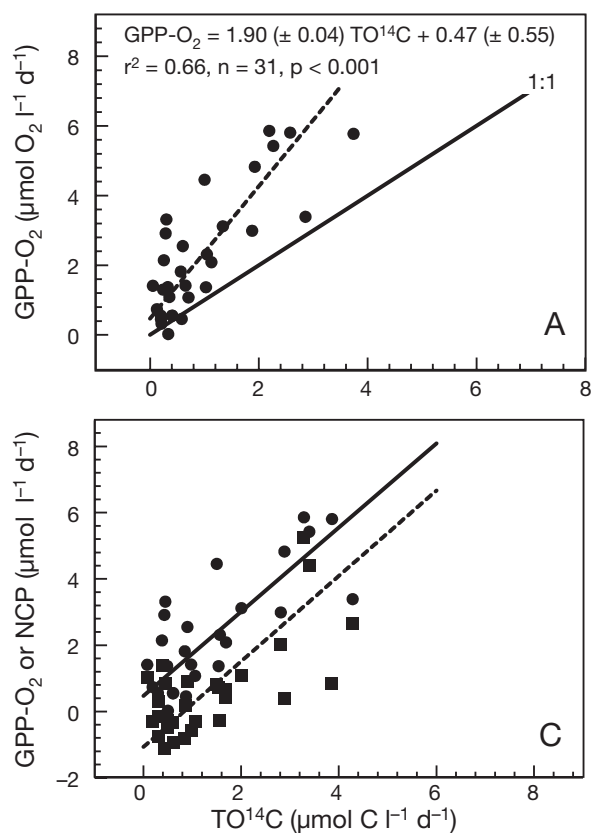 GPP-O₂ = 1.90 (± 0.04) TO¹⁴C + 0.47 (± 0.55)
r² = 0.66, n = 31, p < 0.001
1:1
8
6
4
2
0
GPP-O₂ (µmol O₂ l⁻¹ d⁻¹)
A
0 2 4 6 8
8
6
4
2
0
−2
GPP-O₂ or NCP (µmol l⁻¹ d⁻¹)
C
0 2 4 6 8
TO¹⁴C (µmol C l⁻¹ d⁻¹)